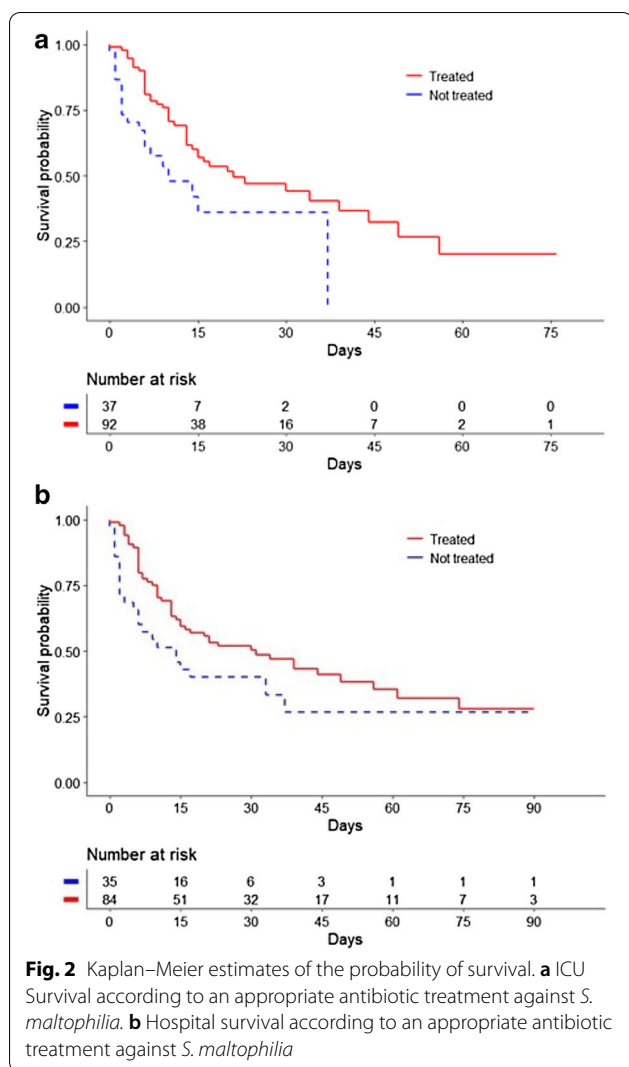 a
1.00
0.75
0.50
0.25
0.00
Survival probability
Treated
Not treated
0 15 30 45 60 75
Days
Number at risk
37 7 2 0 0 0
92 38 16 7 2 1
0 15 30 45 60 75
Days
b
1.00
0.75
0.50
0.25
0.00
Survival probability
Treated
Not treated
0 15 30 45 60 75 90
Days
Number at risk
35 16 6 3 1 1 1
84 51 32 17 11 7 3
0 15 30 45 60 75 90
Days
Fig. 2 Kaplan–Meier estimates of the probability of survival. a ICU
Survival according to an appropriate antibiotic treatment against S.
maltophilia. b Hospital survival according to an appropriate antibiotic
treatment against S. maltophilia